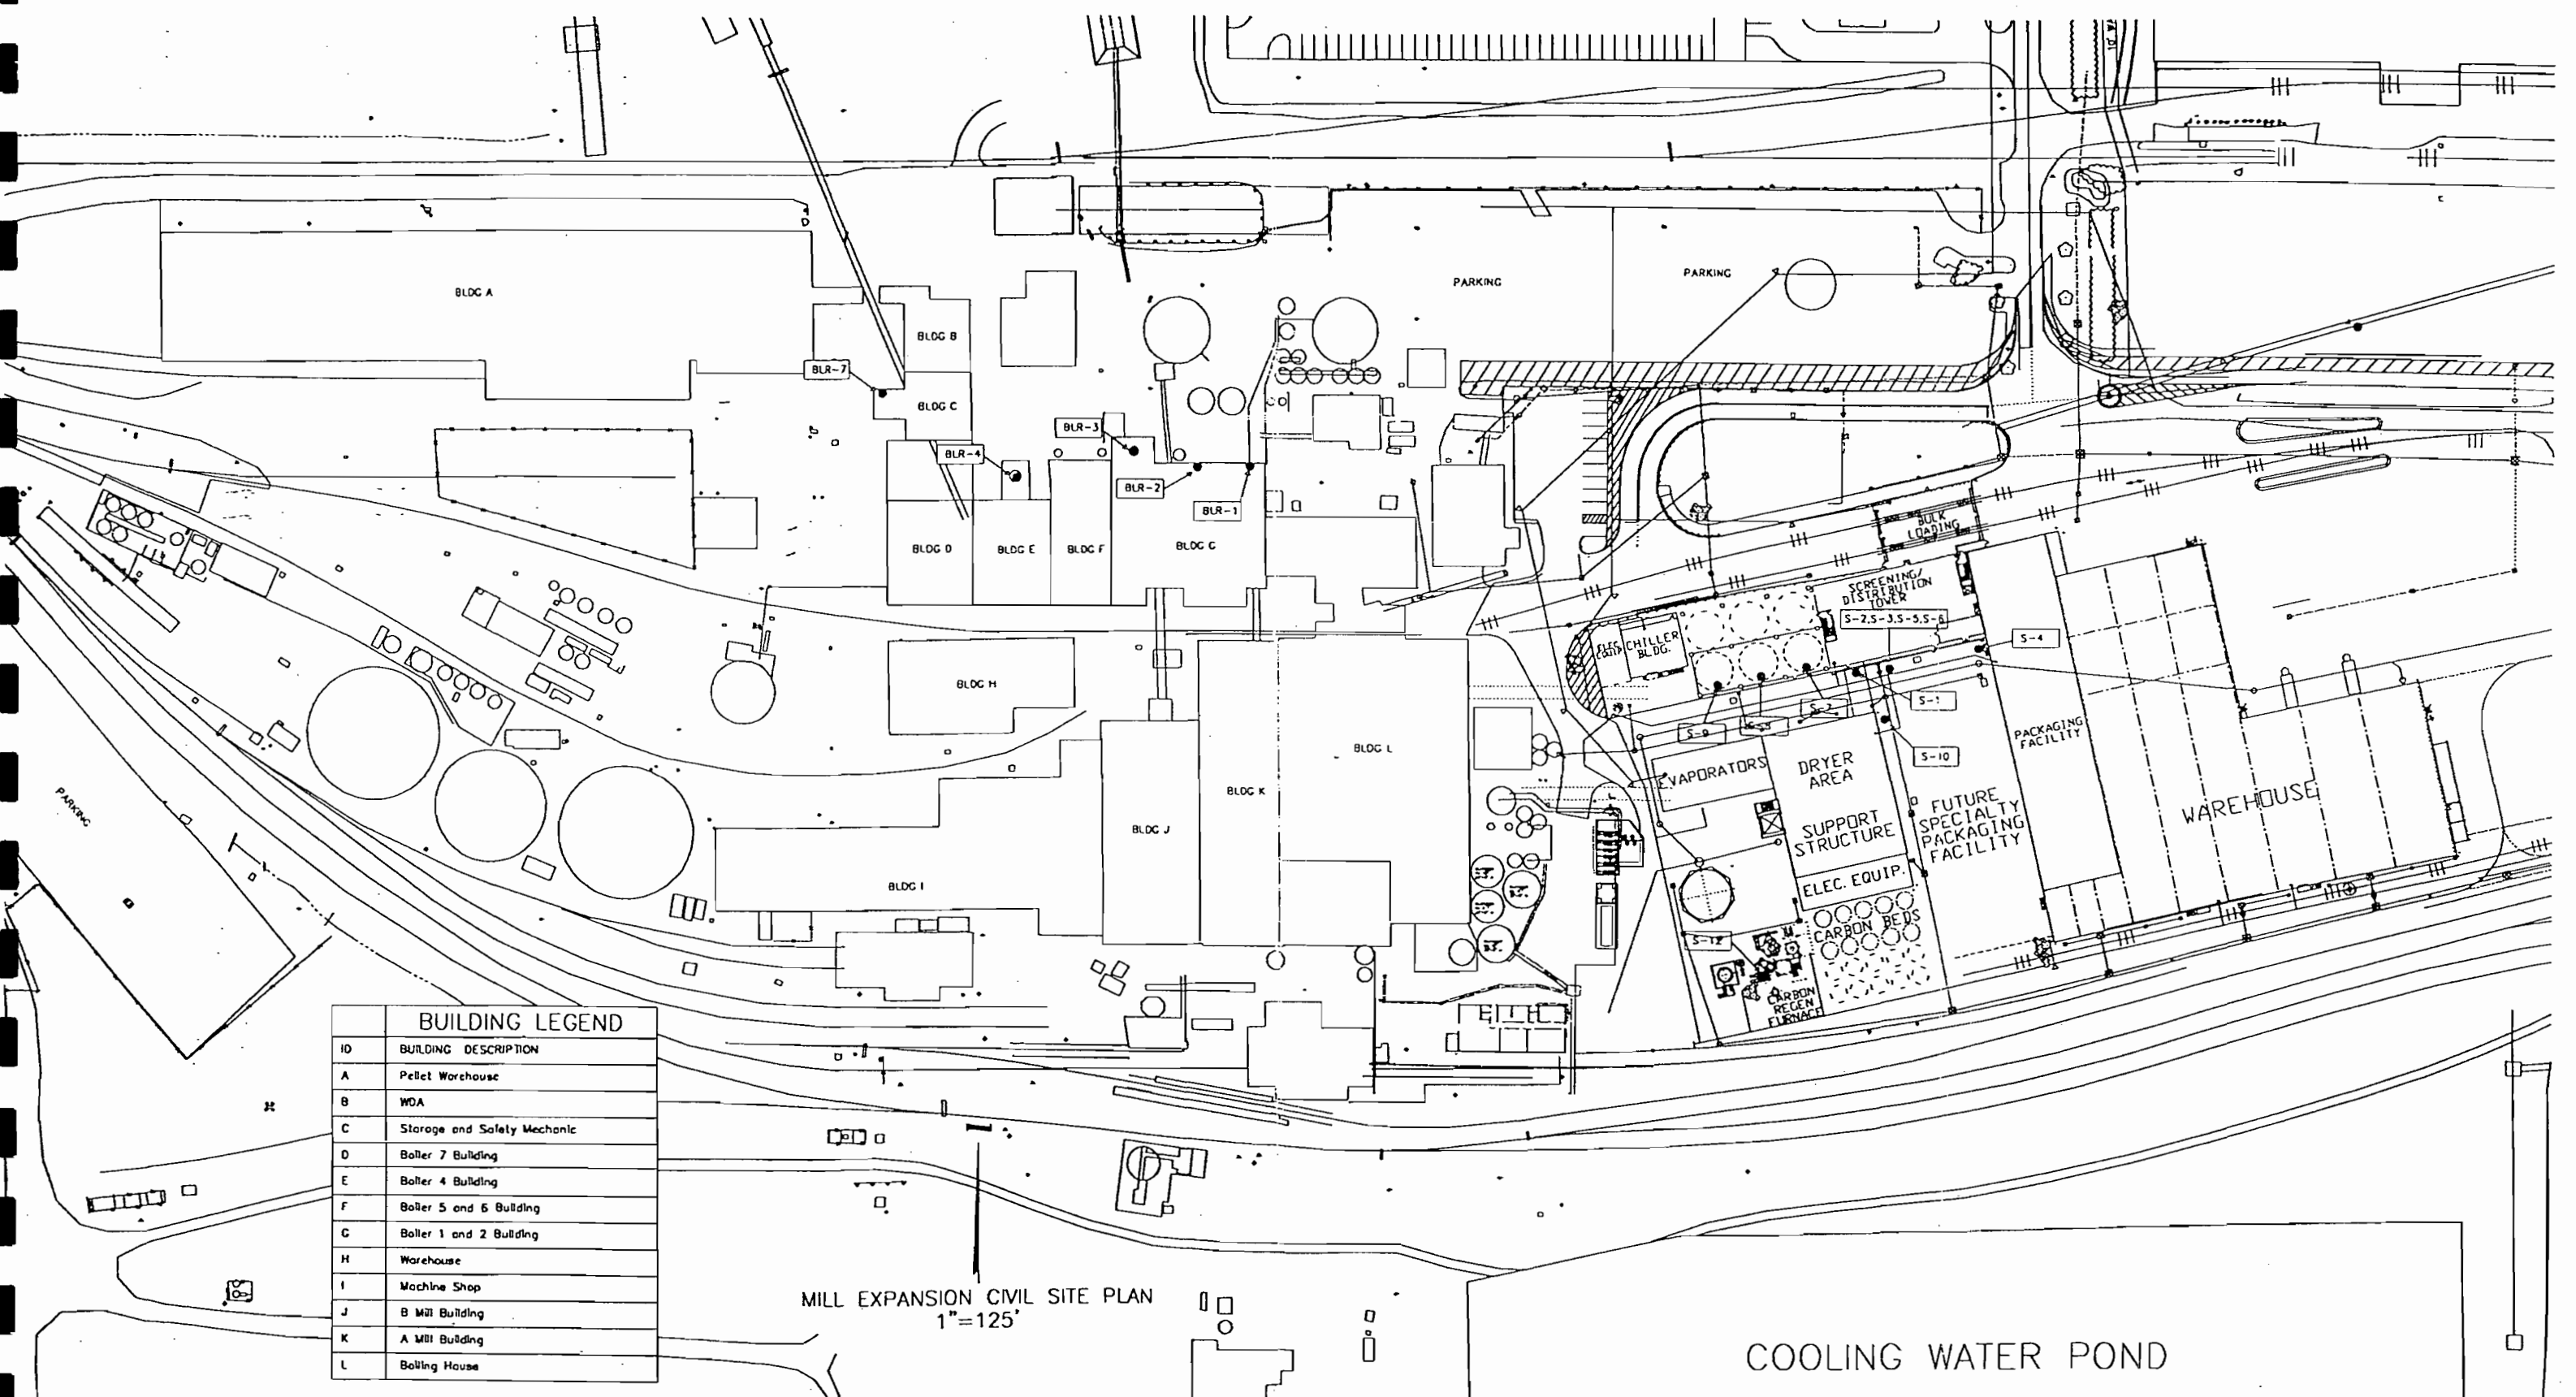 PARKING
PARKING
BLDG A
BLDG B
BLR-7
BLDG C
BLR-3
BLR-4
BLR-2
BLR-1
BLDG D
BLDG E
BLDG F
BLDG G
BULK
LOADING
SCREENING/
DISTRIBUTION
TOWER
S-2,S-3,S-5,S-6
S-4
CHILLER
BLDG.
BLDG H
S-1
S-7
S-9
S-10
BLDG L
PACKAGING
FACILITY
EVAPORATORS
DRYER
AREA
BLDG K
PARKING
WAREHOUSE
FUTURE
SPECIALTY
PACKAGING
FACILITY
SUPPORT
STRUCTURE
BLDG J
ELEC. EQUIP.
BLDG I
CARBON BEDS
S-12
CARBON
REGEN
FURNACE
BUILDING LEGEND
ID BUILDING DESCRIPTION
A Pellet Warehouse
B WDA
C Storage and Safety Mechanic
D Boiler 7 Building
E Boiler 4 Building
F Boiler 5 and 6 Building
G Boiler 1 and 2 Building
H Warehouse
I Machine Shop
J B Mill Building
K A Mill Building
L Boiling House
MILL EXPANSION CIVIL SITE PLAN
1"=125'
COOLING WATER POND